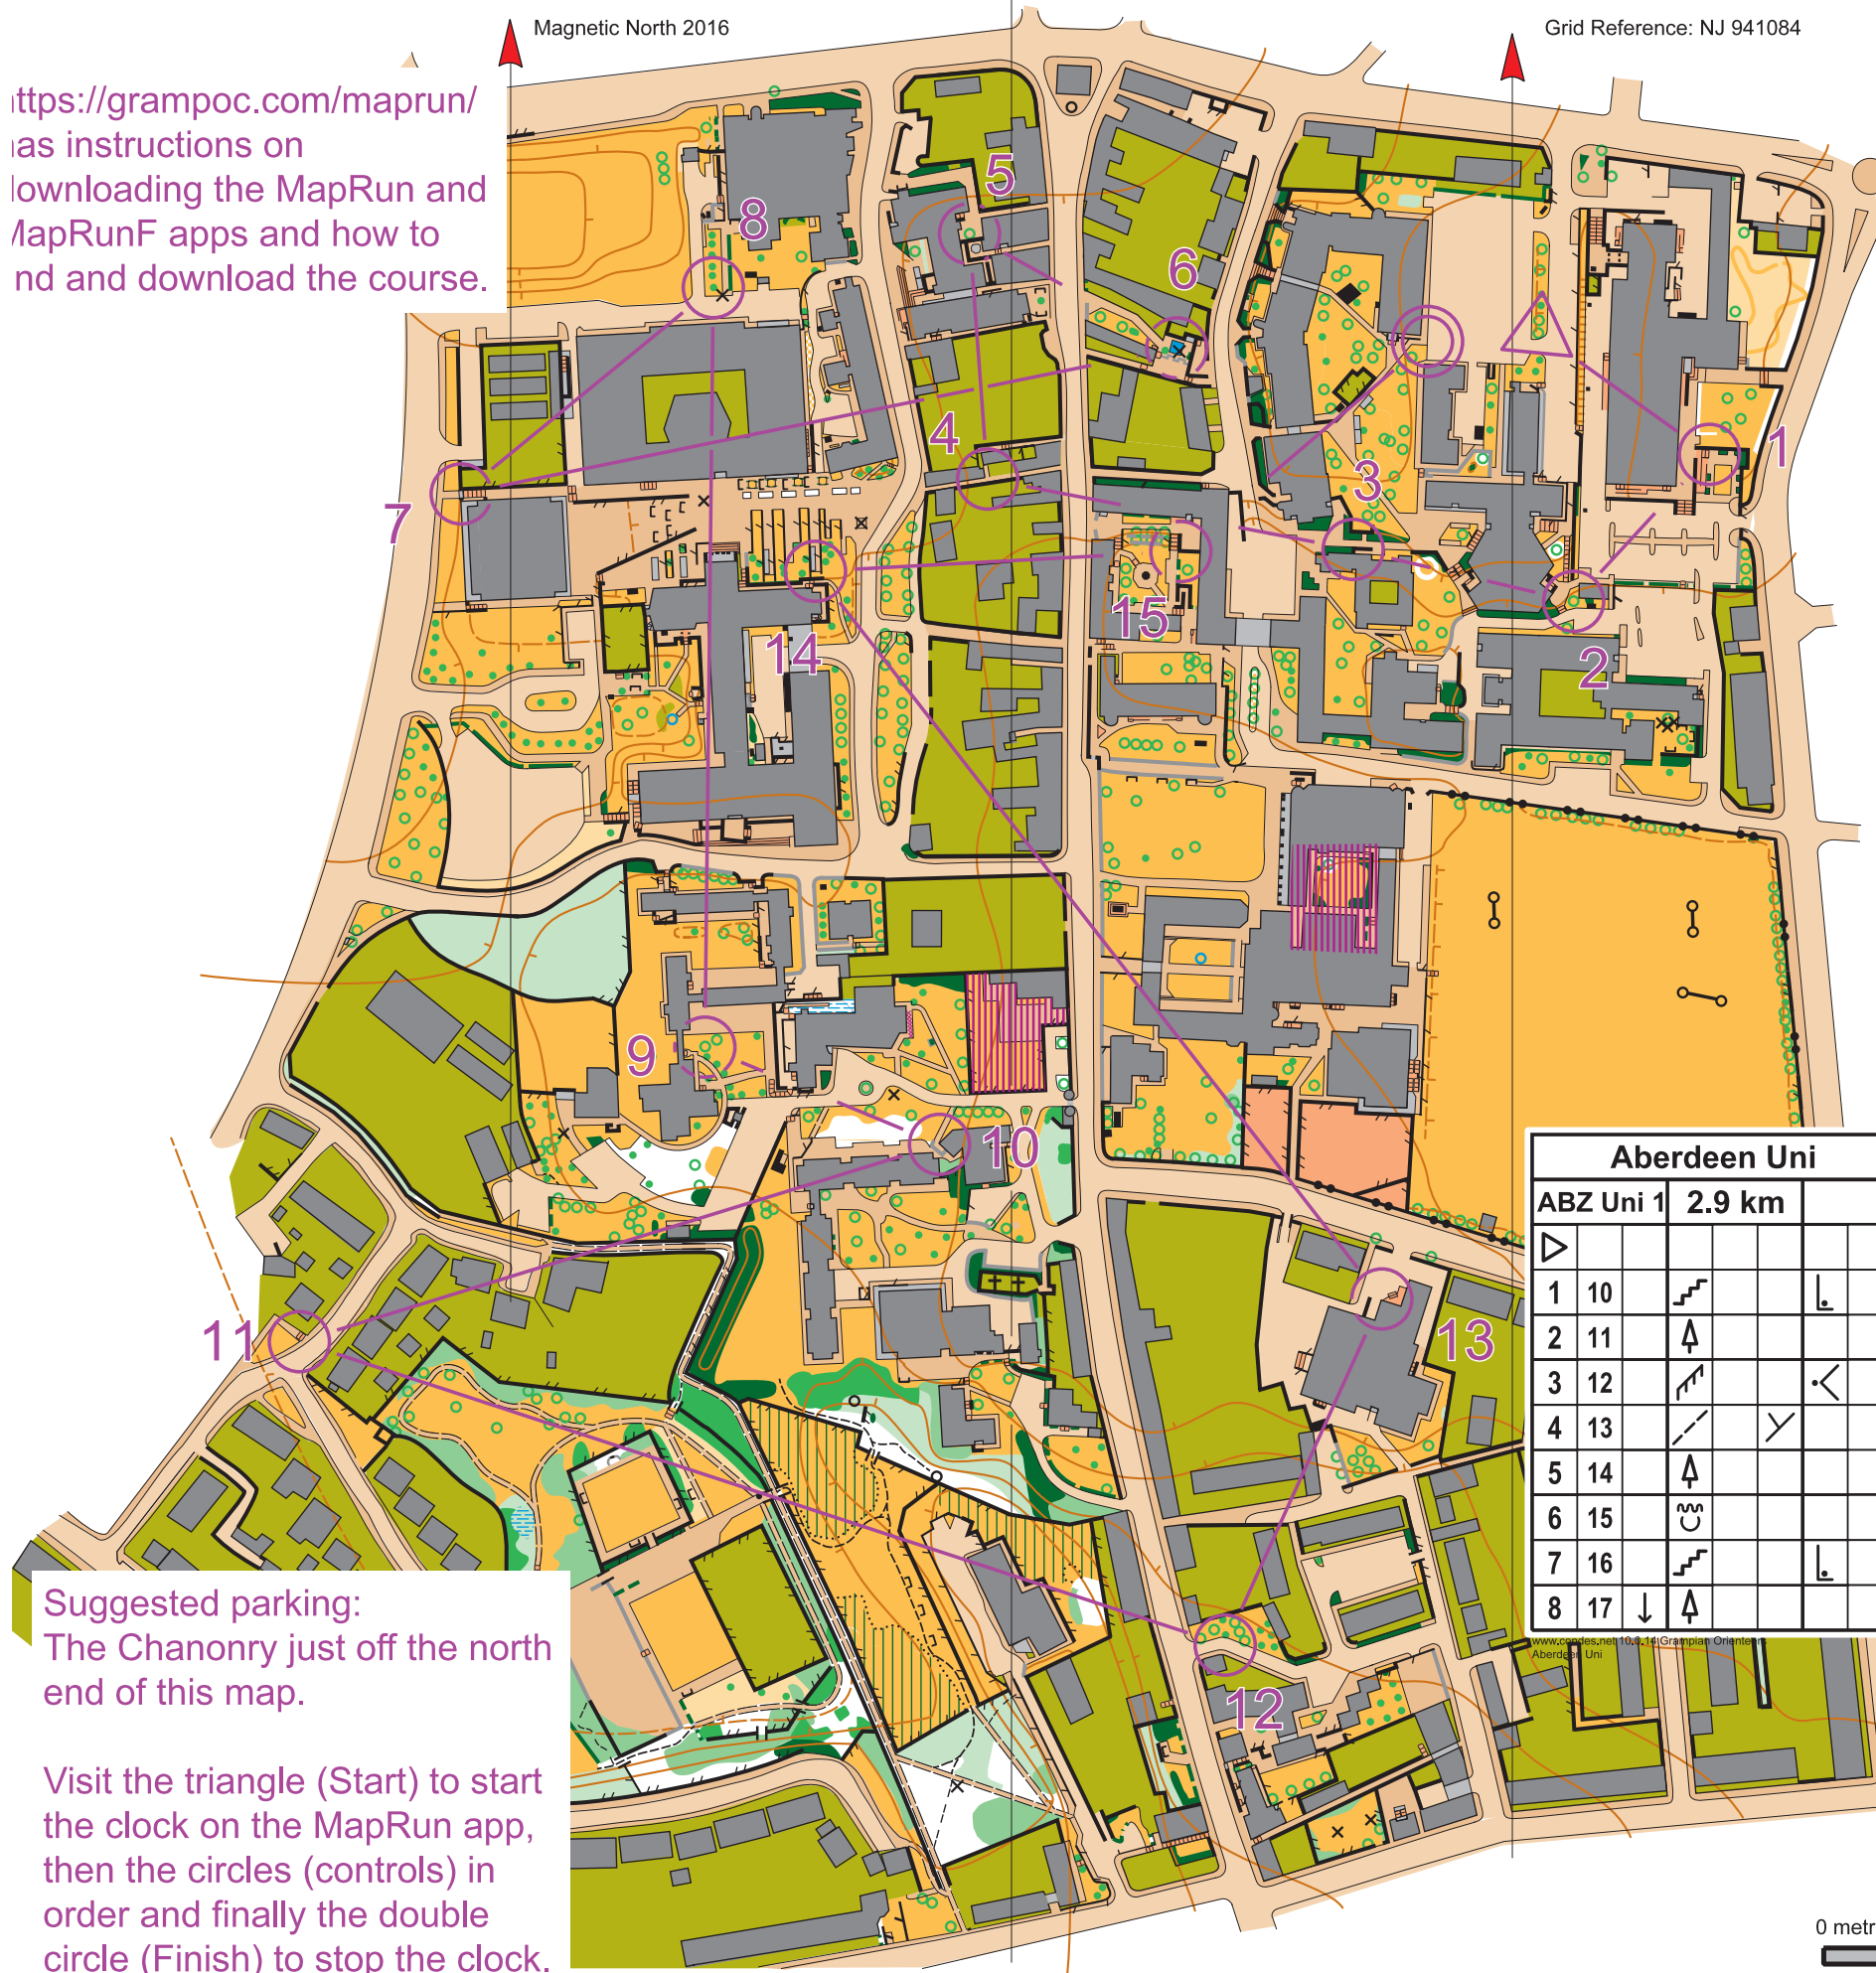 Magnetic North 2016
Grid Reference: NJ 941084
ttps://grampoc.com/maprun/
as instructions on
ownloading the MapRun and
MapRunF apps and how to
nd and download the course.
5
8
6
4
1
3
7
15
14
2
9
10
11
13
12
Aberdeen Uni
ABZ Uni 1 2.9 km
1 10
2 11
3 12
4 13
5 14
6 15
7 16
8 17
www.condes.net 10.0.14 Grampian Orienteers
Aberdeen Uni
Suggested parking:
The Chanonry just off the north
end of this map.
Visit the triangle (Start) to start
the clock on the MapRun app,
then the circles (controls) in
order and finally the double
circle (Finish) to stop the clock.
0 metr